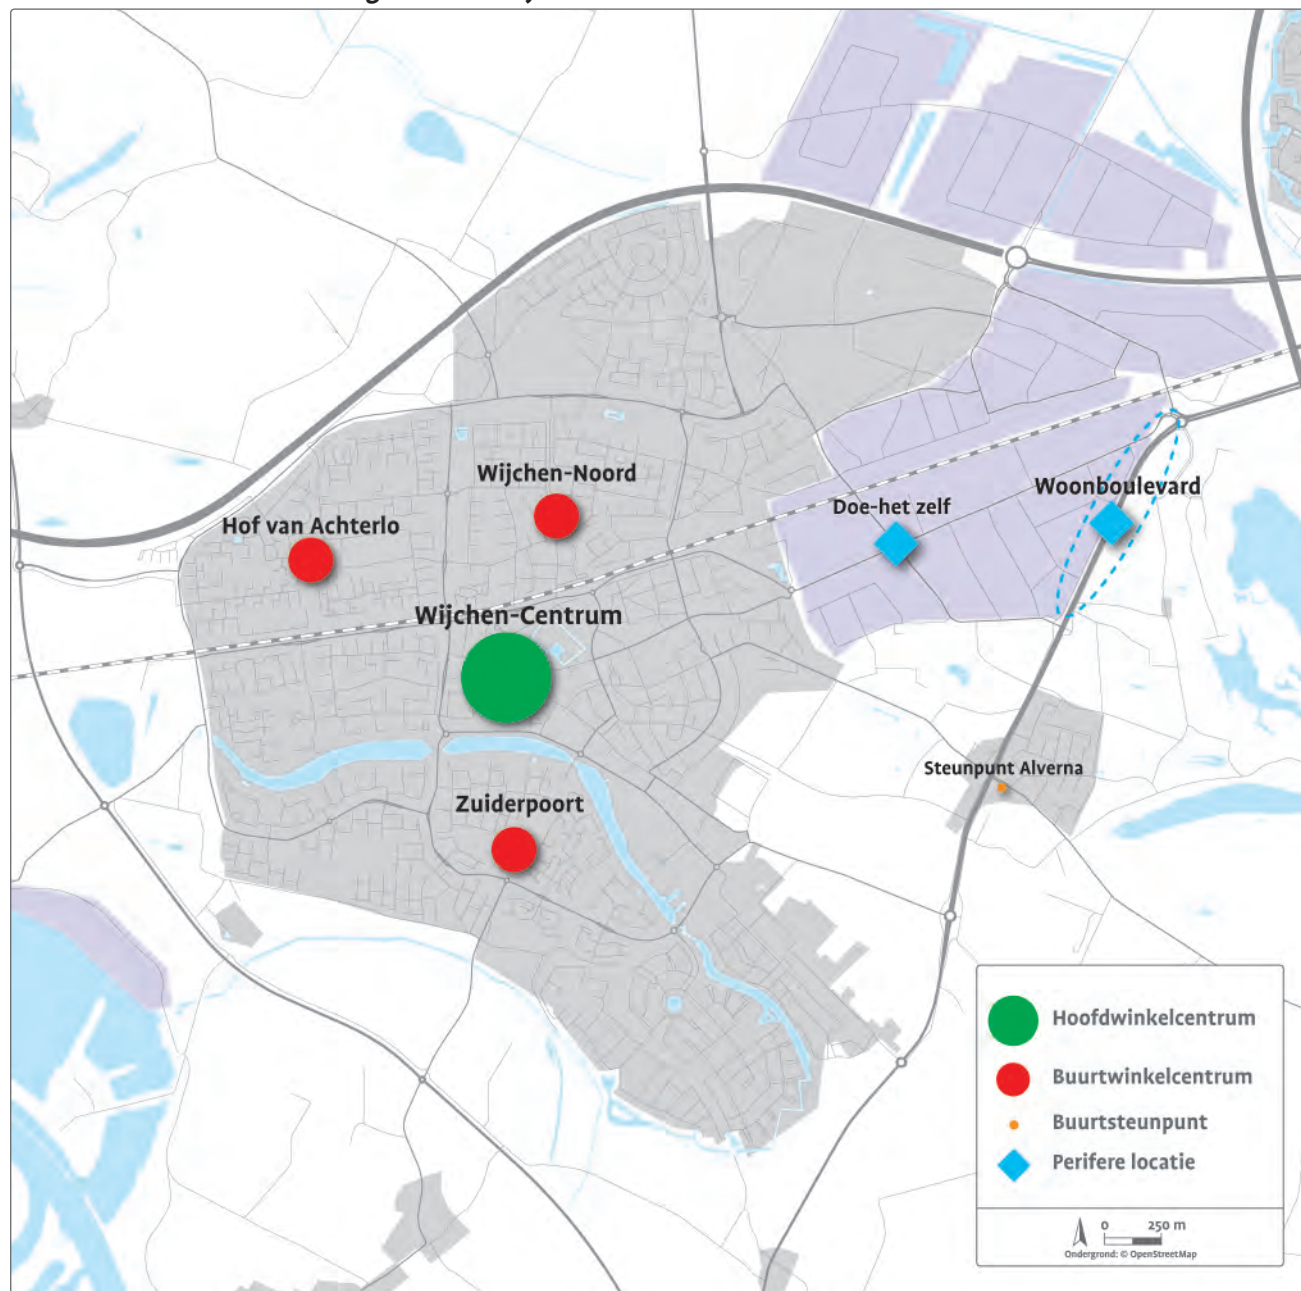 Wijchen-Noord
Hof van Achterlo
Wijchen-Centrum
Doe-het zelf
Woonboulevard
Steunpunt Alverna
Zuiderpoort
Hoofdwinkelcentrum
Buurtwinkelcentrum
Buurtsteunpunt
Perifere locatie
0 250 m
Ondergrond: © OpenStreetMap